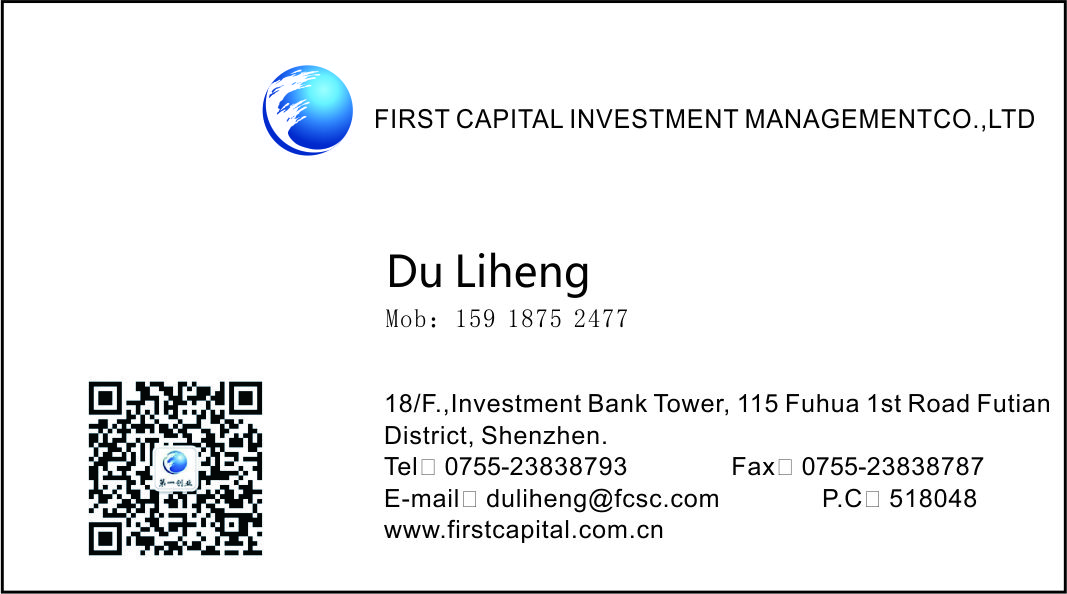 FIRST CAPITAL INVESTMENT MANAGEMENTCO.,LTD
Du Liheng
Mob：159 1875 2477
18/F.,Investment Bank Tower, 115 Fuhua 1st Road Futian
District, Shenzhen.
Tel□ 0755-23838793 Fax□ 0755-23838787
E-mail□ duliheng@fcsc.com P.C□ 518048
www.firstcapital.com.cn
第一创业